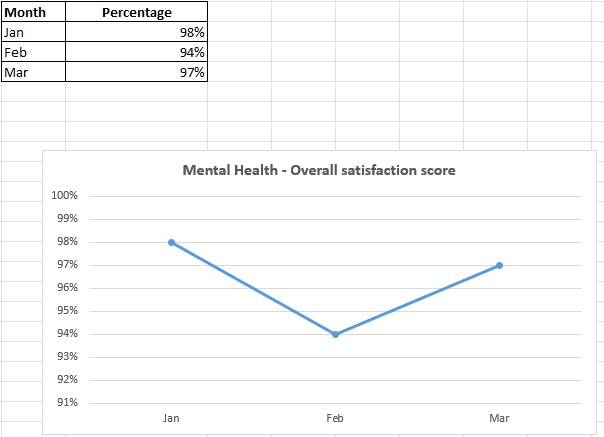 Month Percentage
Jan 98%
Feb 94%
Mar 97%
Mental Health - Overall satisfaction score
100%
99%
98%
97%
96%
95%
94%
93%
92%
91%
Jan Feb Mar